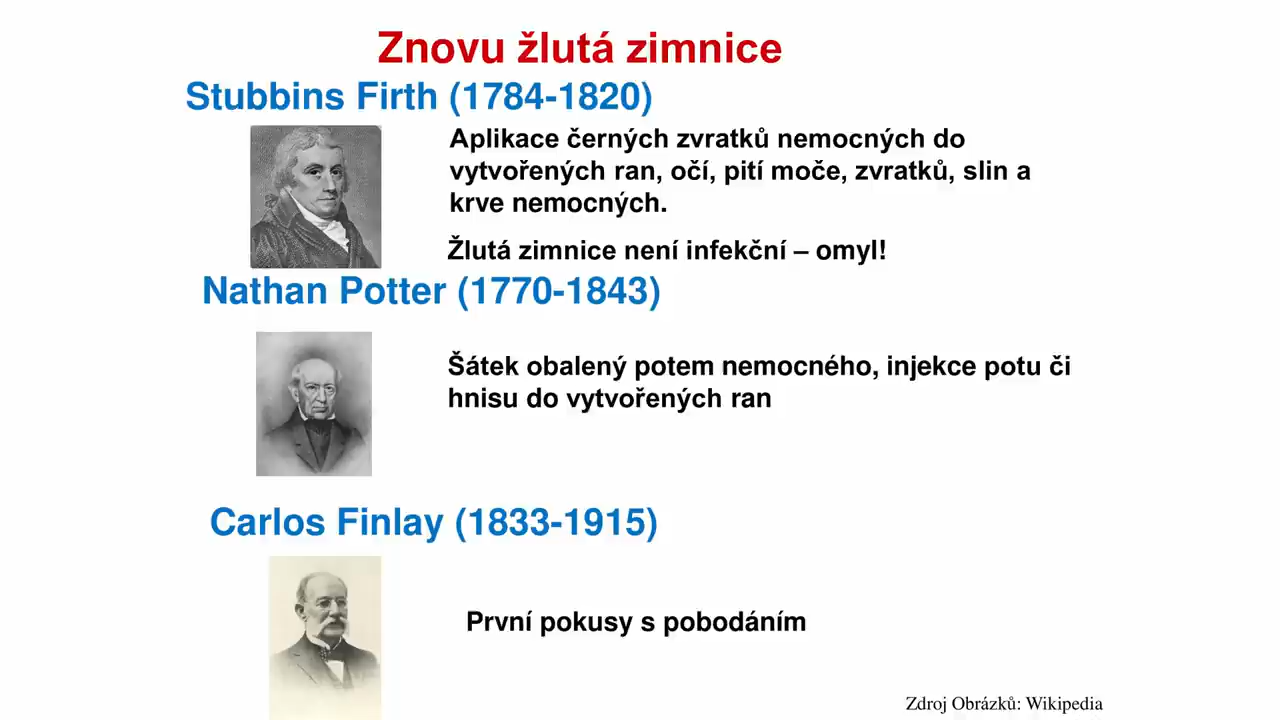 Znovu žlutá zimnice
Stubbins Firth (1784-1820)
Aplikace černých zvratků nemocných do
vytvořených ran, očí, pití moče, zvratků, slin a
krve nemocných.
Žlutá zimnice není infekční – omyl!
Nathan Potter (1770-1843)
Šátek obalený potem nemocného, injekce potu či
hnisu do vytvořených ran
Carlos Finlay (1833-1915)
První pokusy s pobodáním
Zdroj Obrázků: Wikipedia